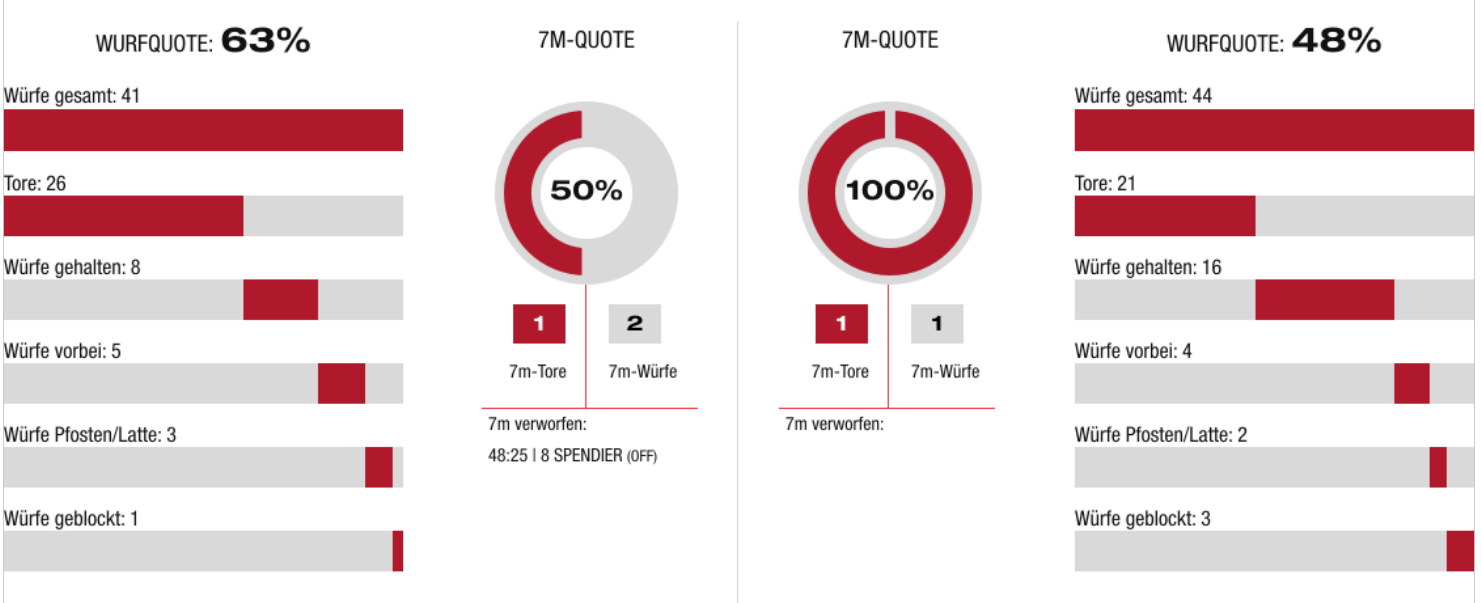 WURFQUOTE: 63%
Würfe gesamt: 41
Tore: 26
Würfe gehalten: 8
Würfe vorbei: 5
Würfe Pfosten/Latte: 3
Würfe geblockt: 1
7M-QUOTE
50%
1
2
7m-Tore
7m-Würfe
7m verworfen:
48:25 | 8 SPENDIER (OFF)
7M-QUOTE
100%
1
1
7m-Tore
7m-Würfe
7m verworfen:
WURFQUOTE: 48%
Würfe gesamt: 44
Tore: 21
Würfe gehalten: 16
Würfe vorbei: 4
Würfe Pfosten/Latte: 2
Würfe geblockt: 3